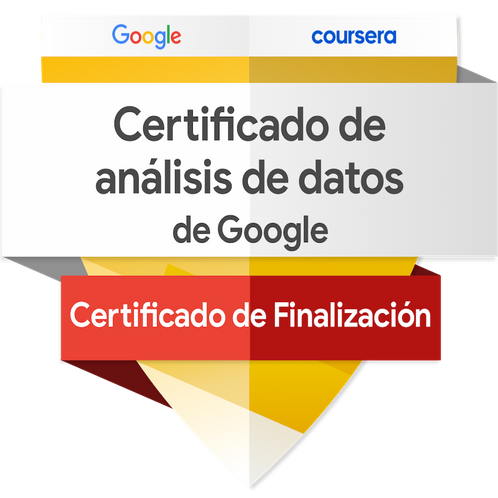 Google coursera
Certificado de
análisis de datos
de Google
Certificado de Finalización